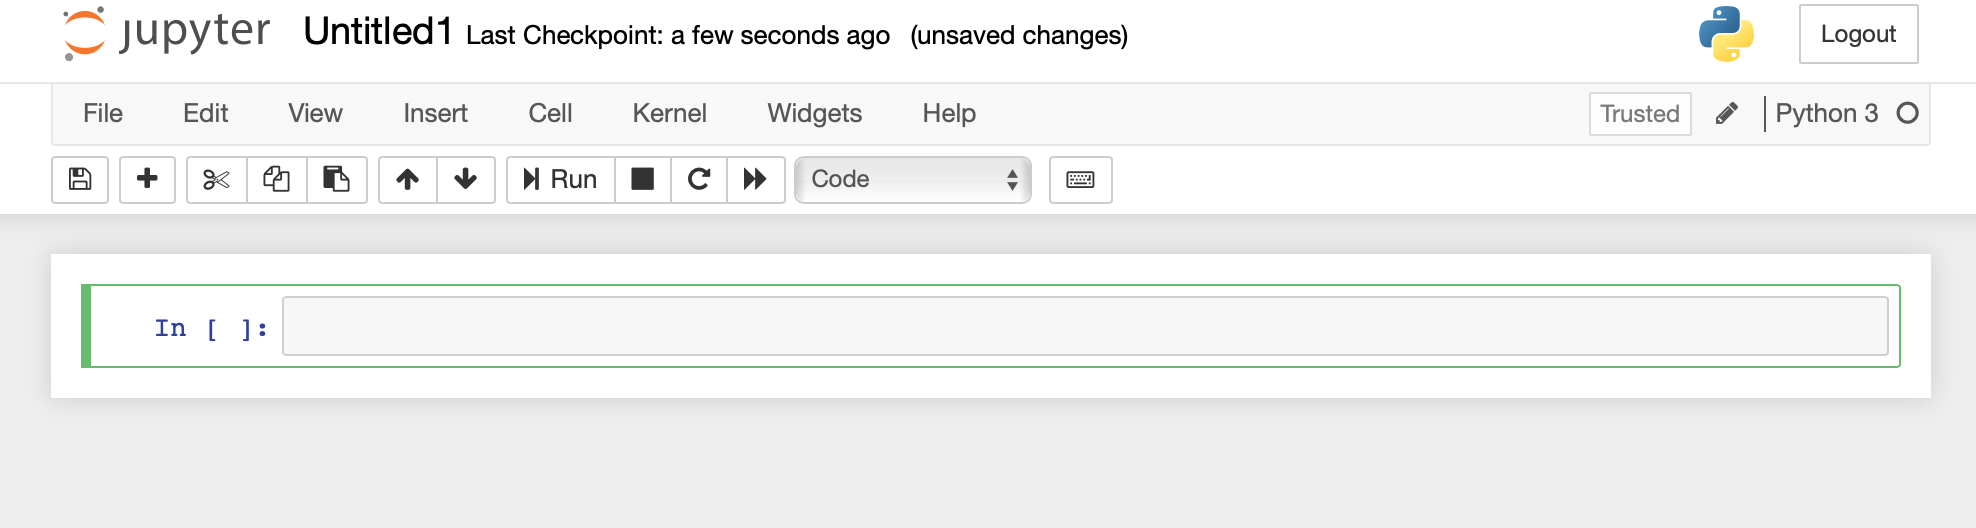 jupyter Untitled1 Last Checkpoint: a few seconds ago (unsaved changes) Logout
File Edit View Insert Cell Kernel Widgets Help Trusted Python 3
Run Code
In [ ]: